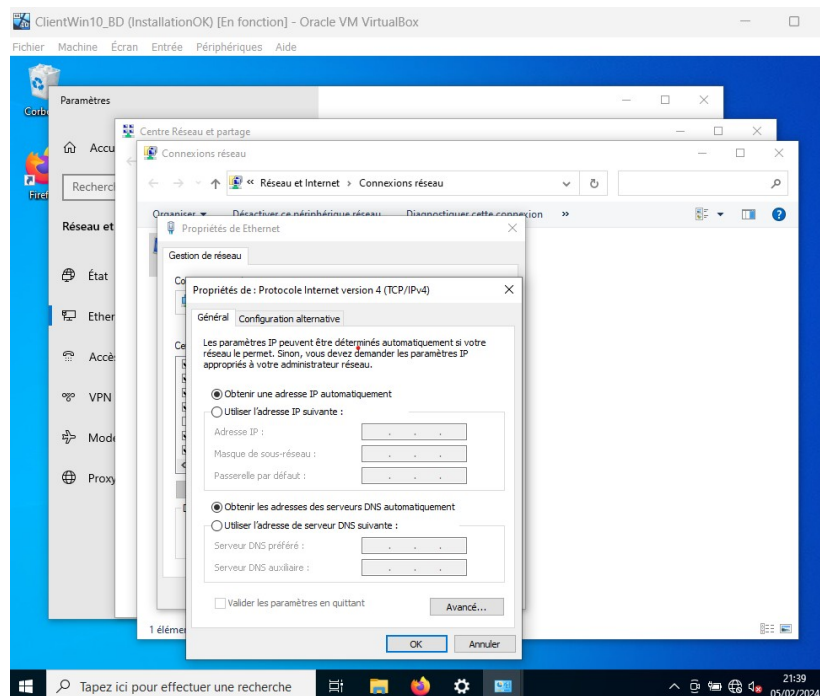 ClientWin10_BD (InstallationOK) [En fonction] - Oracle VM VirtualBox
Fichier Machine Écran Entrée Périphériques Aide
Paramètres
Centre Réseau et partage
Connexions réseau
Accu
Réseau et Internet > Connexions réseau
Recherc
Organiser Désactiver ce périphérique réseau Diagnostiquer cette connexion »
Réseau et
Propriétés de Ethernet
Gestion de réseau
État
Co
Propriétés de : Protocole Internet version 4 (TCP/IPv4)
Général Configuration alternative
Ether
Les paramètres IP peuvent être déterminés automatiquement si votre
réseau le permet. Sinon, vous devez demander les paramètres IP
appropriés à votre administrateur réseau.
Ce
Accè
Obtenir une adresse IP automatiquement
VPN
Utiliser l'adresse IP suivante :
Adresse IP :
Mode
Masque de sous-réseau :
Passerelle par défaut :
Proxy
Obtenir les adresses des serveurs DNS automatiquement
Utiliser l'adresse de serveur DNS suivante :
Serveur DNS préféré :
Serveur DNS auxiliaire :
Valider les paramètres en quittant
Avancé...
1 éléme
OK Annuler
Tapez ici pour effectuer une recherche
21:39
05/02/2024